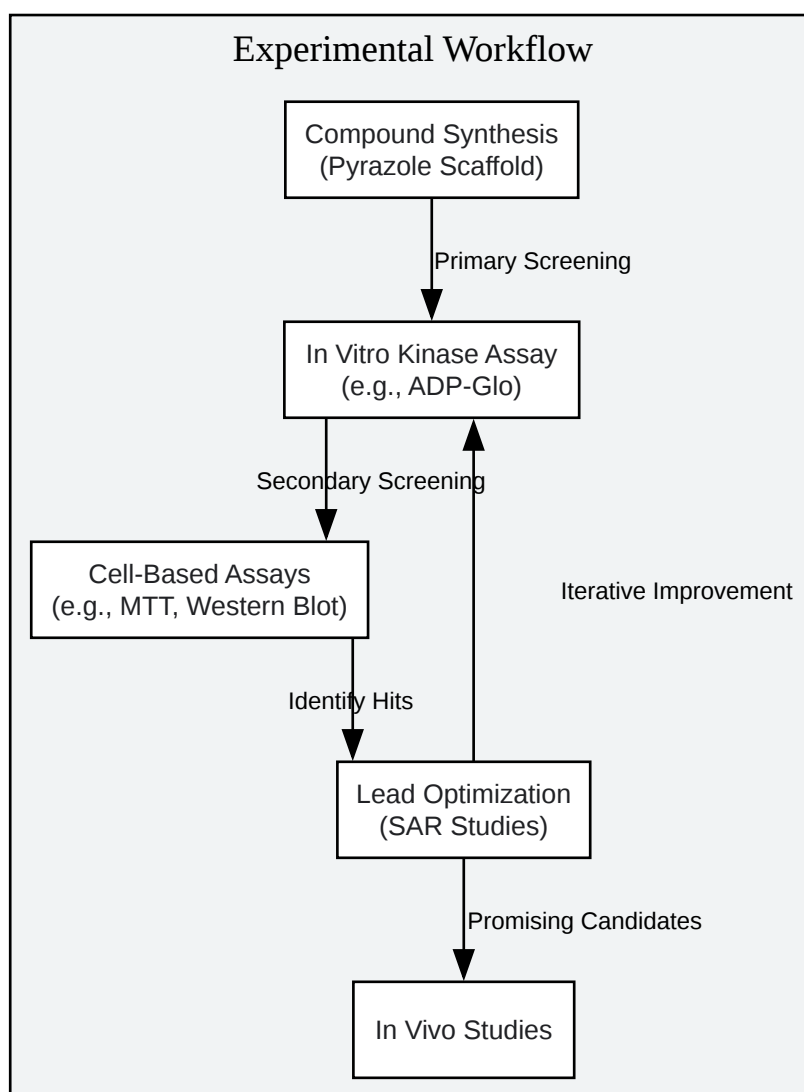 Experimental Workflow
Compound Synthesis
(Pyrazole Scaffold)
Primary Screening
In Vitro Kinase Assay
(e.g., ADP-Glo)
Secondary Screening
Cell-Based Assays
(e.g., MTT, Western Blot)
Iterative Improvement
Identify Hits
Lead Optimization
(SAR Studies)
Promising Candidates
In Vivo Studies